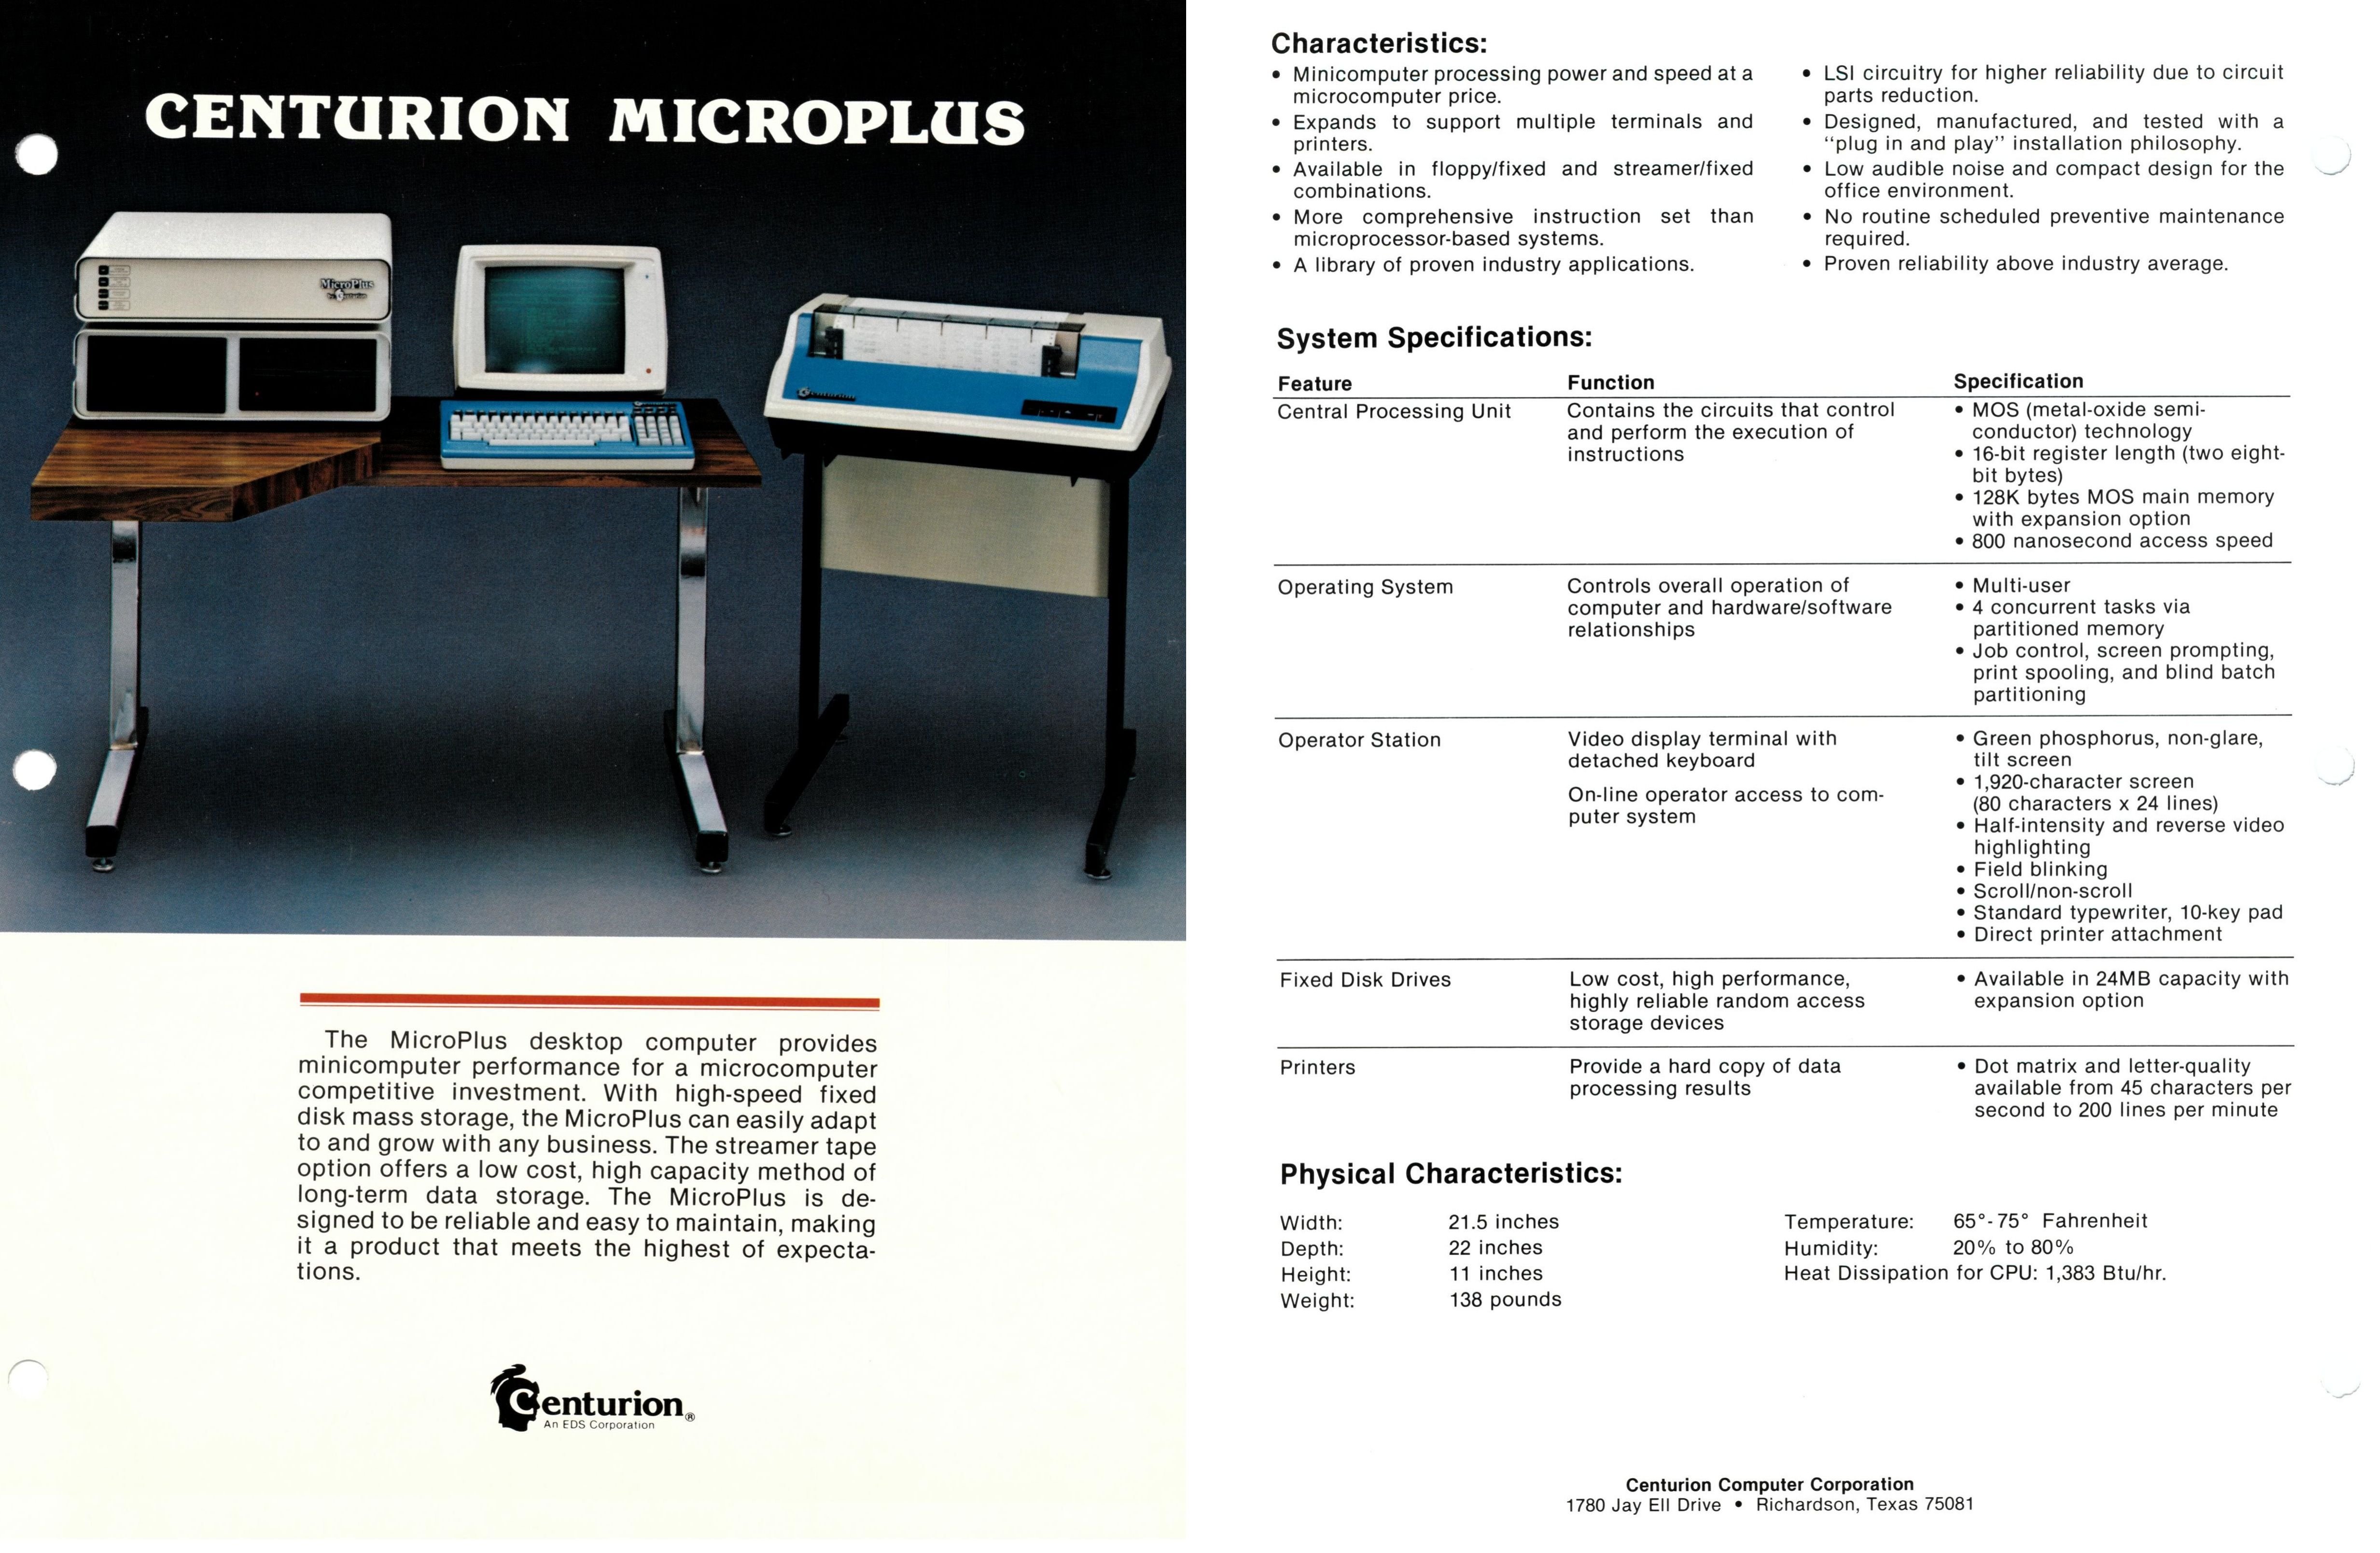 CENTURION MICROPLUS
MicroPlus
Centurion
The MicroPlus desktop computer provides
minicomputer performance for a microcomputer
competitive investment. With high-speed fixed
disk mass storage, the MicroPlus can easily adapt
to and grow with any business. The streamer tape
option offers a low cost, high capacity method of
long-term data storage. The MicroPlus is de-
signed to be reliable and easy to maintain, making
it a product that meets the highest of expecta-
tions.
Centurion®
An EDS Corporation
Characteristics:
• Minicomputer processing power and speed at a
microcomputer price.
• Expands to support multiple terminals and
printers.
• Available in floppy/fixed and streamer/fixed
combinations.
• More comprehensive instruction set than
microprocessor-based systems.
• A library of proven industry applications.
• LSI circuitry for higher reliability due to circuit
parts reduction.
• Designed, manufactured, and tested with a
“plug in and play” installation philosophy.
• Low audible noise and compact design for the
office environment.
• No routine scheduled preventive maintenance
required.
• Proven reliability above industry average.
System Specifications:
Feature Function Specification
Central Processing Unit
Contains the circuits that control
and perform the execution of
instructions
• MOS (metal-oxide semi-
conductor) technology
• 16-bit register length (two eight-
bit bytes)
• 128K bytes MOS main memory
with expansion option
• 800 nanosecond access speed
Operating System
Controls overall operation of
computer and hardware/software
relationships
• Multi-user
• 4 concurrent tasks via
partitioned memory
• Job control, screen prompting,
print spooling, and blind batch
partitioning
Operator Station
Video display terminal with
detached keyboard
On-line operator access to com-
puter system
• Green phosphorus, non-glare,
tilt screen
• 1,920-character screen
(80 characters x 24 lines)
• Half-intensity and reverse video
highlighting
• Field blinking
• Scroll/non-scroll
• Standard typewriter, 10-key pad
• Direct printer attachment
Fixed Disk Drives
Low cost, high performance,
highly reliable random access
storage devices
• Available in 24MB capacity with
expansion option
Printers
Provide a hard copy of data
processing results
• Dot matrix and letter-quality
available from 45 characters per
second to 200 lines per minute
Physical Characteristics:
Width: 21.5 inches
Depth: 22 inches
Height: 11 inches
Weight: 138 pounds
Temperature: 65°-75° Fahrenheit
Humidity: 20% to 80%
Heat Dissipation for CPU: 1,383 Btu/hr.
Centurion Computer Corporation
1780 Jay Ell Drive • Richardson, Texas 75081